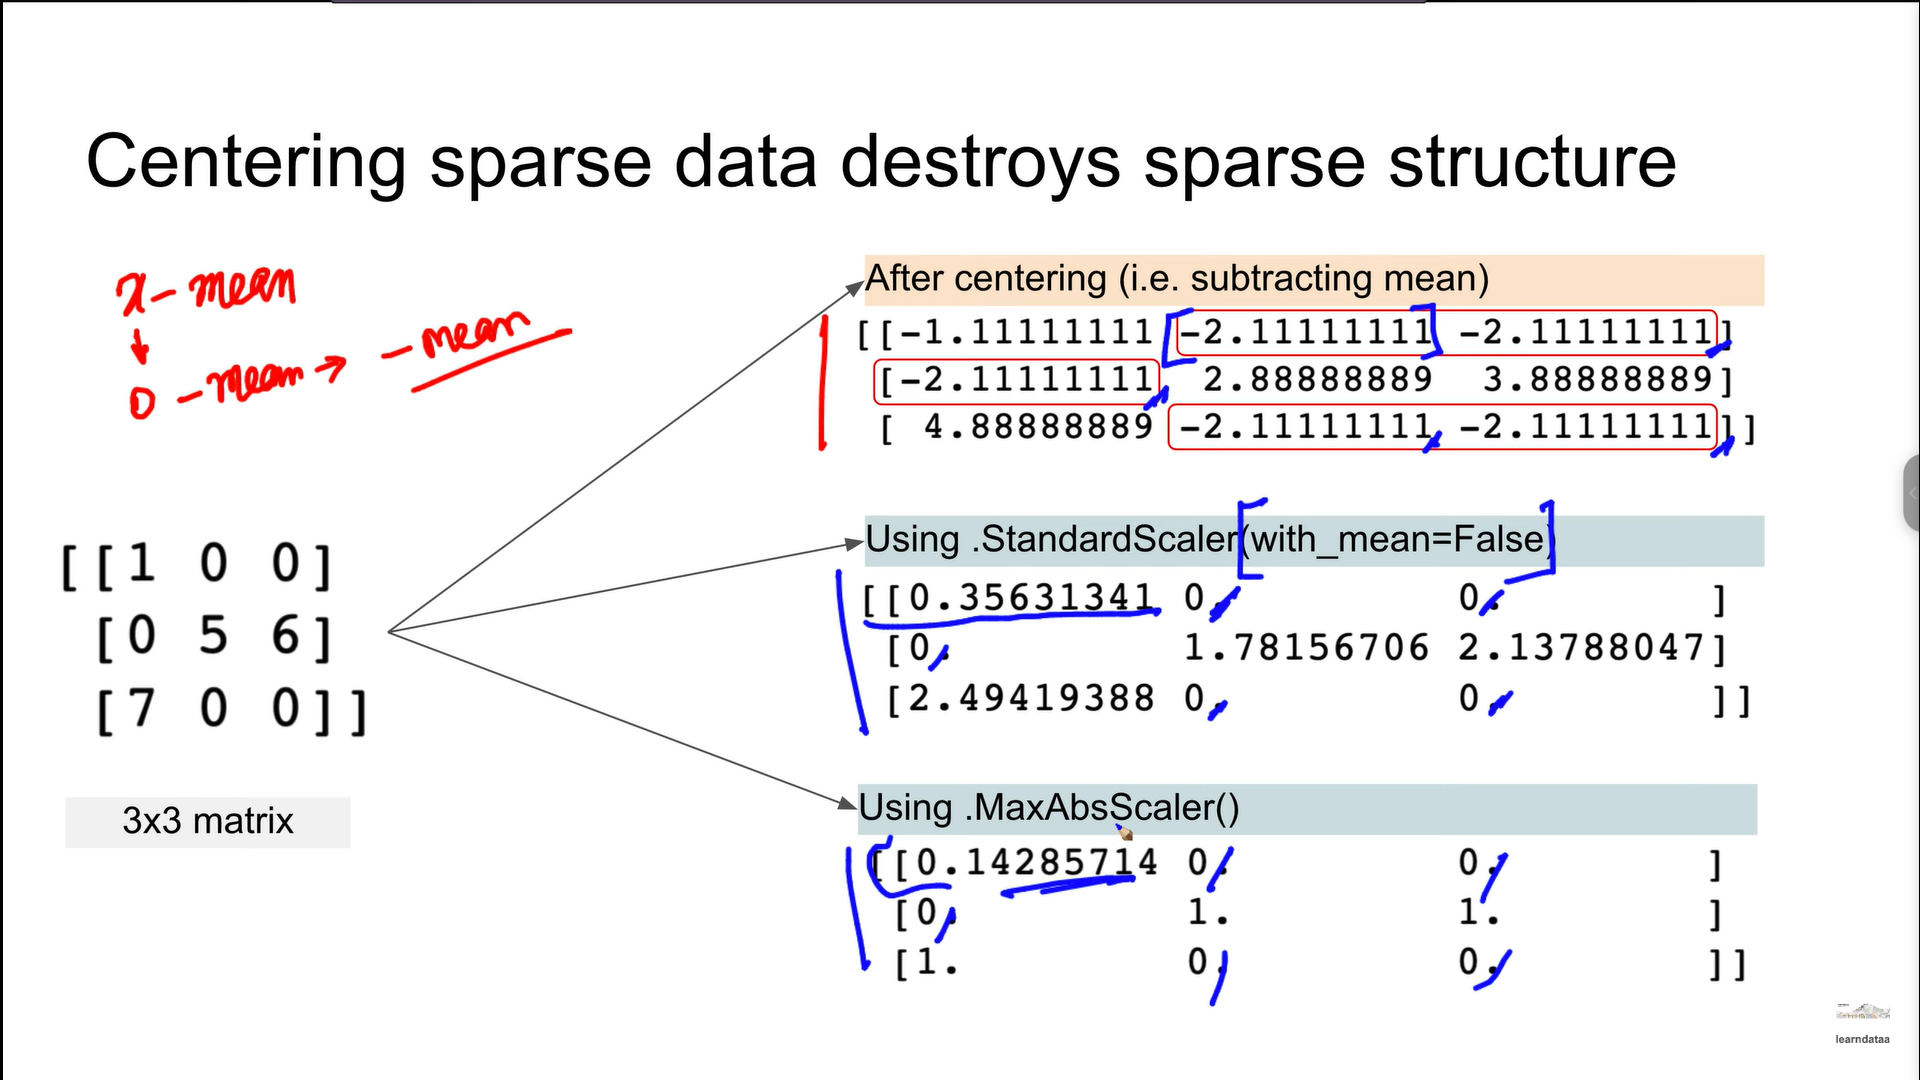 Centering sparse data destroys sparse structure
x - mean
0 - mean → - mean
[[1 0 0]
[0 5 6]
[7 0 0]]
3x3 matrix
After centering (i.e. subtracting mean)
[[-1.11111111 -2.11111111 -2.11111111]
[-2.11111111 2.88888889 3.88888889]
[ 4.88888889 -2.11111111 -2.11111111]]
Using .StandardScaler(with_mean=False)
[[0.35631341 0. 0. ]
[0. 1.78156706 2.13788047]
[2.49419388 0. 0. ]]
Using .MaxAbsScaler()
[[0.14285714 0. 0. ]
[0. 1. 1. ]
[1. 0. 0. ]]
learndataa